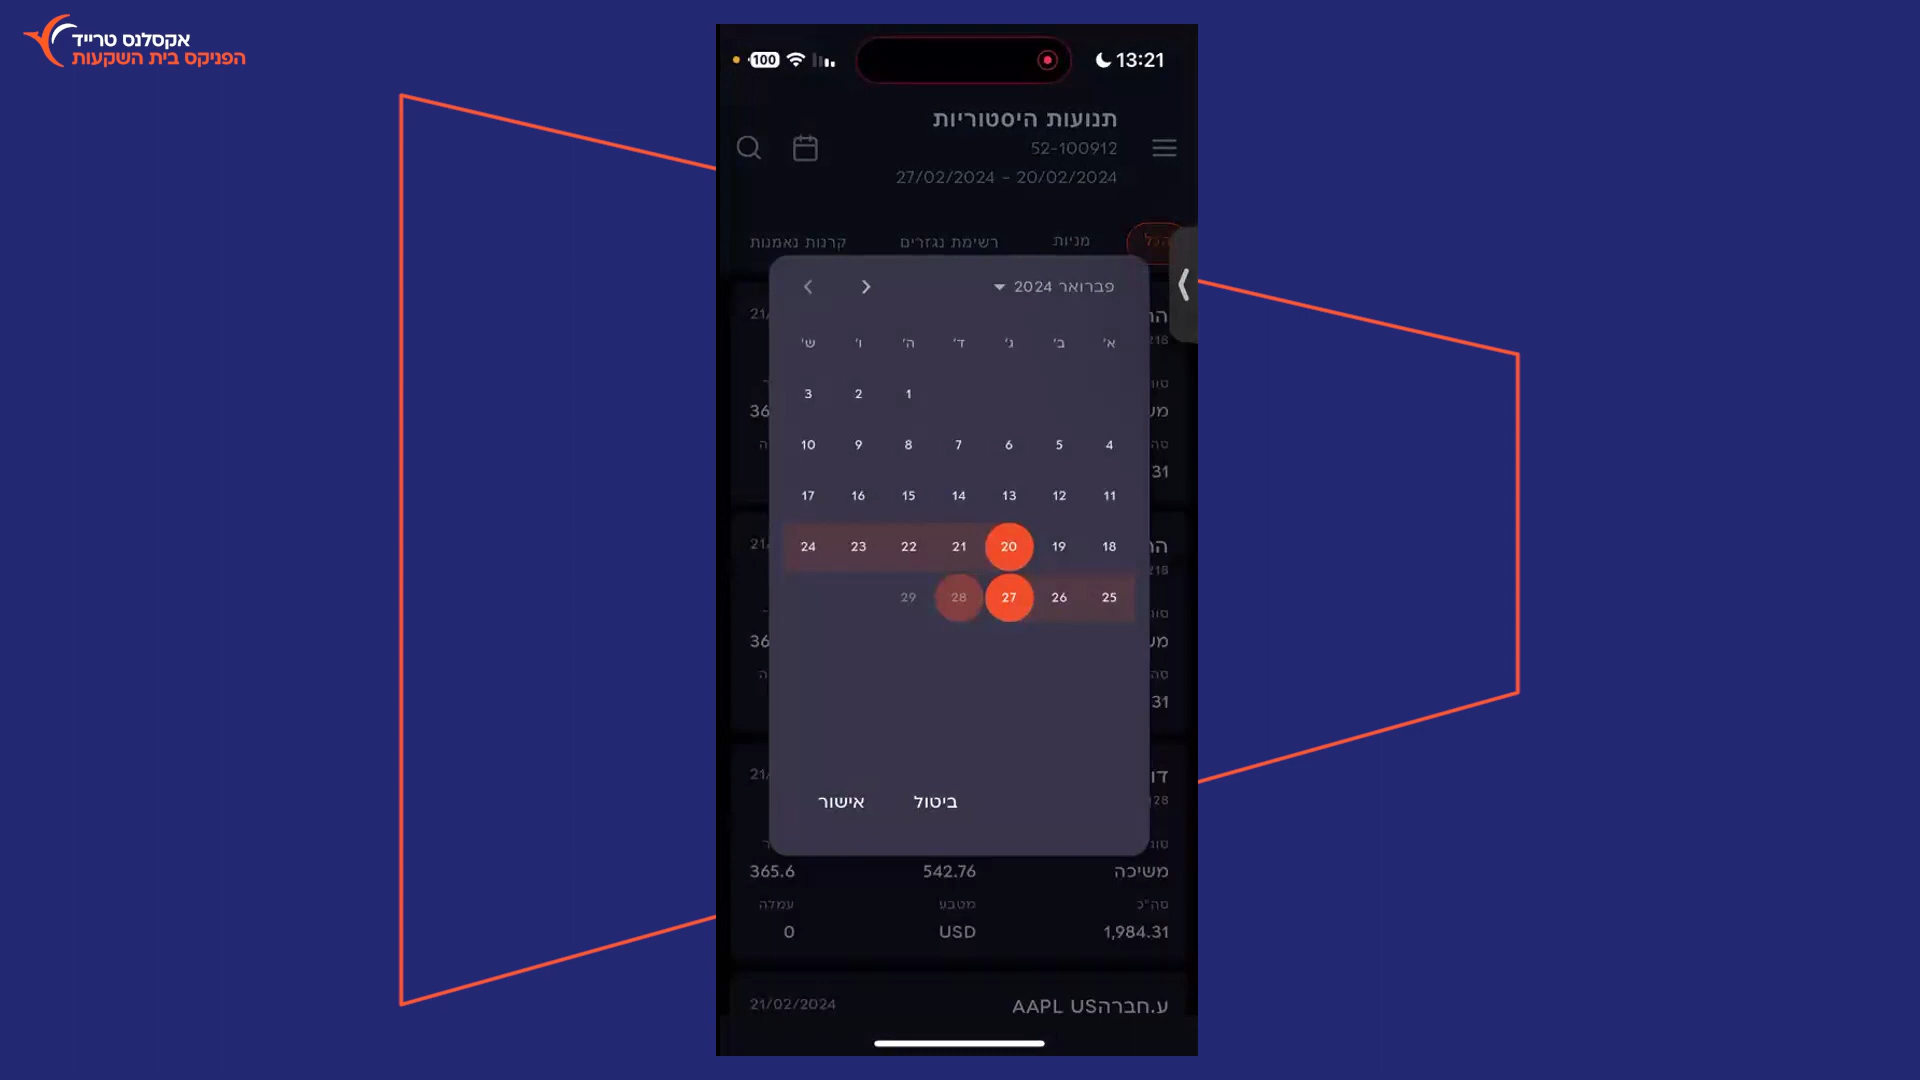 אקסלנס טרייד
הפניקס בית השקעות
100 13:21
תנועות היסטוריות
52-100912
27/02/2024 - 20/02/2024
הכל מניות רשימת נגזרים קרנות נאמנות
פברואר 2024
א' ב' ג' ד' ה' ו' ש'
1 2 3
4 5 6 7 8 9 10
11 12 13 14 15 16 17
18 19 20 21 22 23 24
25 26 27 28 29
ביטול אישור
משיכה 542.76 365.6
סה"כ מטבע עמלה
1,984.31 USD 0
ע.חברהAAPL US 21/02/2024